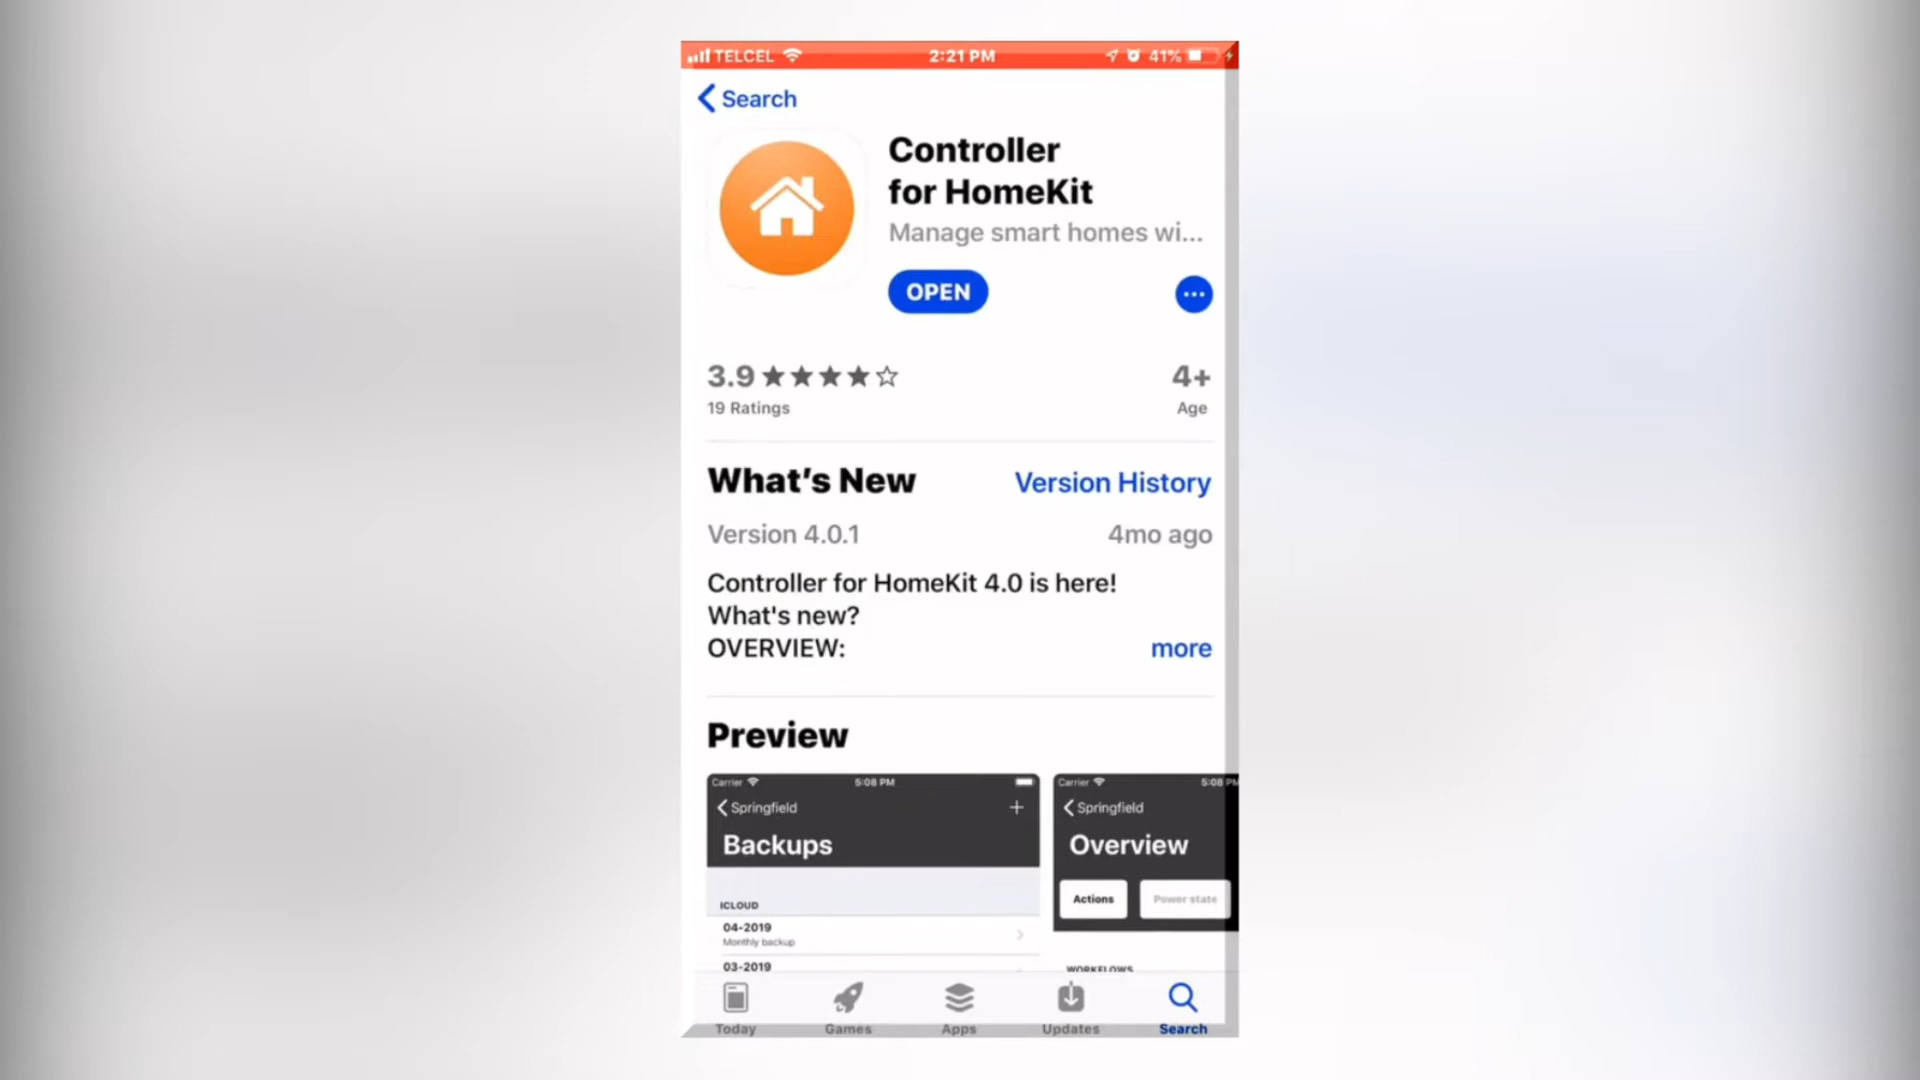 TELCEL 2:21 PM 41%
Search
Controller
for HomeKit
Manage smart homes wi...
OPEN
3.9 4+
19 Ratings Age
What's New Version History
Version 4.0.1 4mo ago
Controller for HomeKit 4.0 is here!
What's new?
OVERVIEW: more
Preview
Carrier 5:08 PM
Springfield +
Backups
ICLOUD
04-2019
Monthly backup
03-2019
Carrier 5:08 PM
Springfield
Overview
Actions Power state
WORKFLOWS
Today Games Apps Updates Search